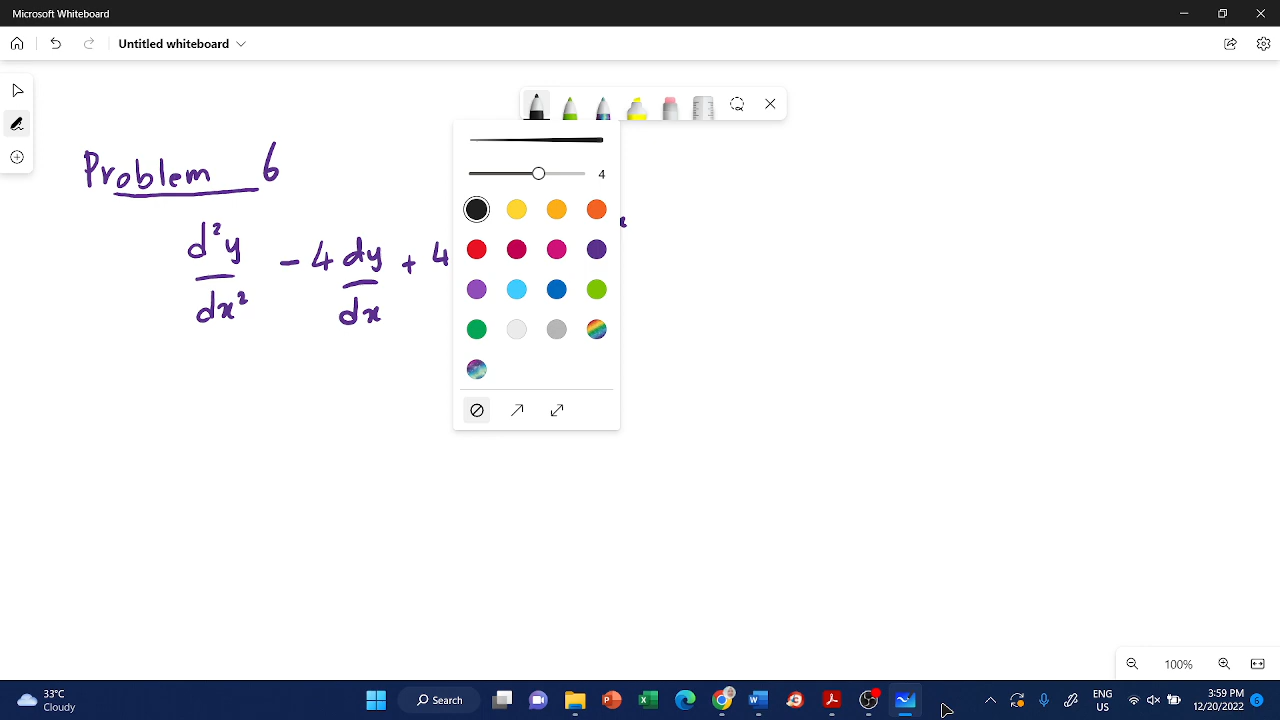 Microsoft Whiteboard
Untitled whiteboard
Problem 6
d²y/dx² - 4 dy/dx + 4
x
4
100%
33°C
Cloudy
Search
ENG
US
3:59 PM
12/20/2022
6